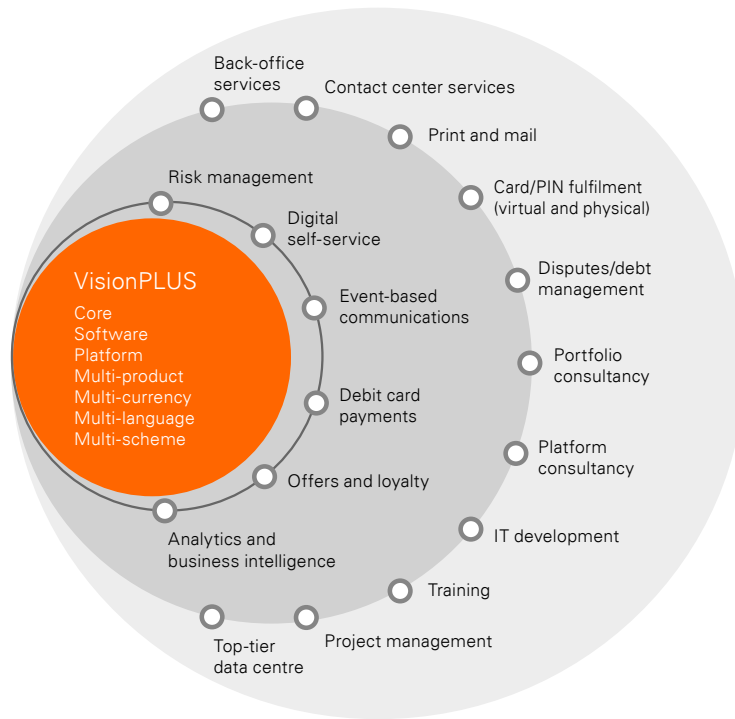 Back-office
services
Contact center services
Print and mail
Risk management
Card/PIN fulfilment
(virtual and physical)
Digital
self-service
Disputes/debt
management
VisionPLUS
Core
Software
Platform
Multi-product
Multi-currency
Multi-language
Multi-scheme
Event-based
communications
Portfolio
consultancy
Debit card
payments
Platform
consultancy
Offers and loyalty
IT development
Analytics and
business intelligence
Training
Project management
Top-tier
data centre